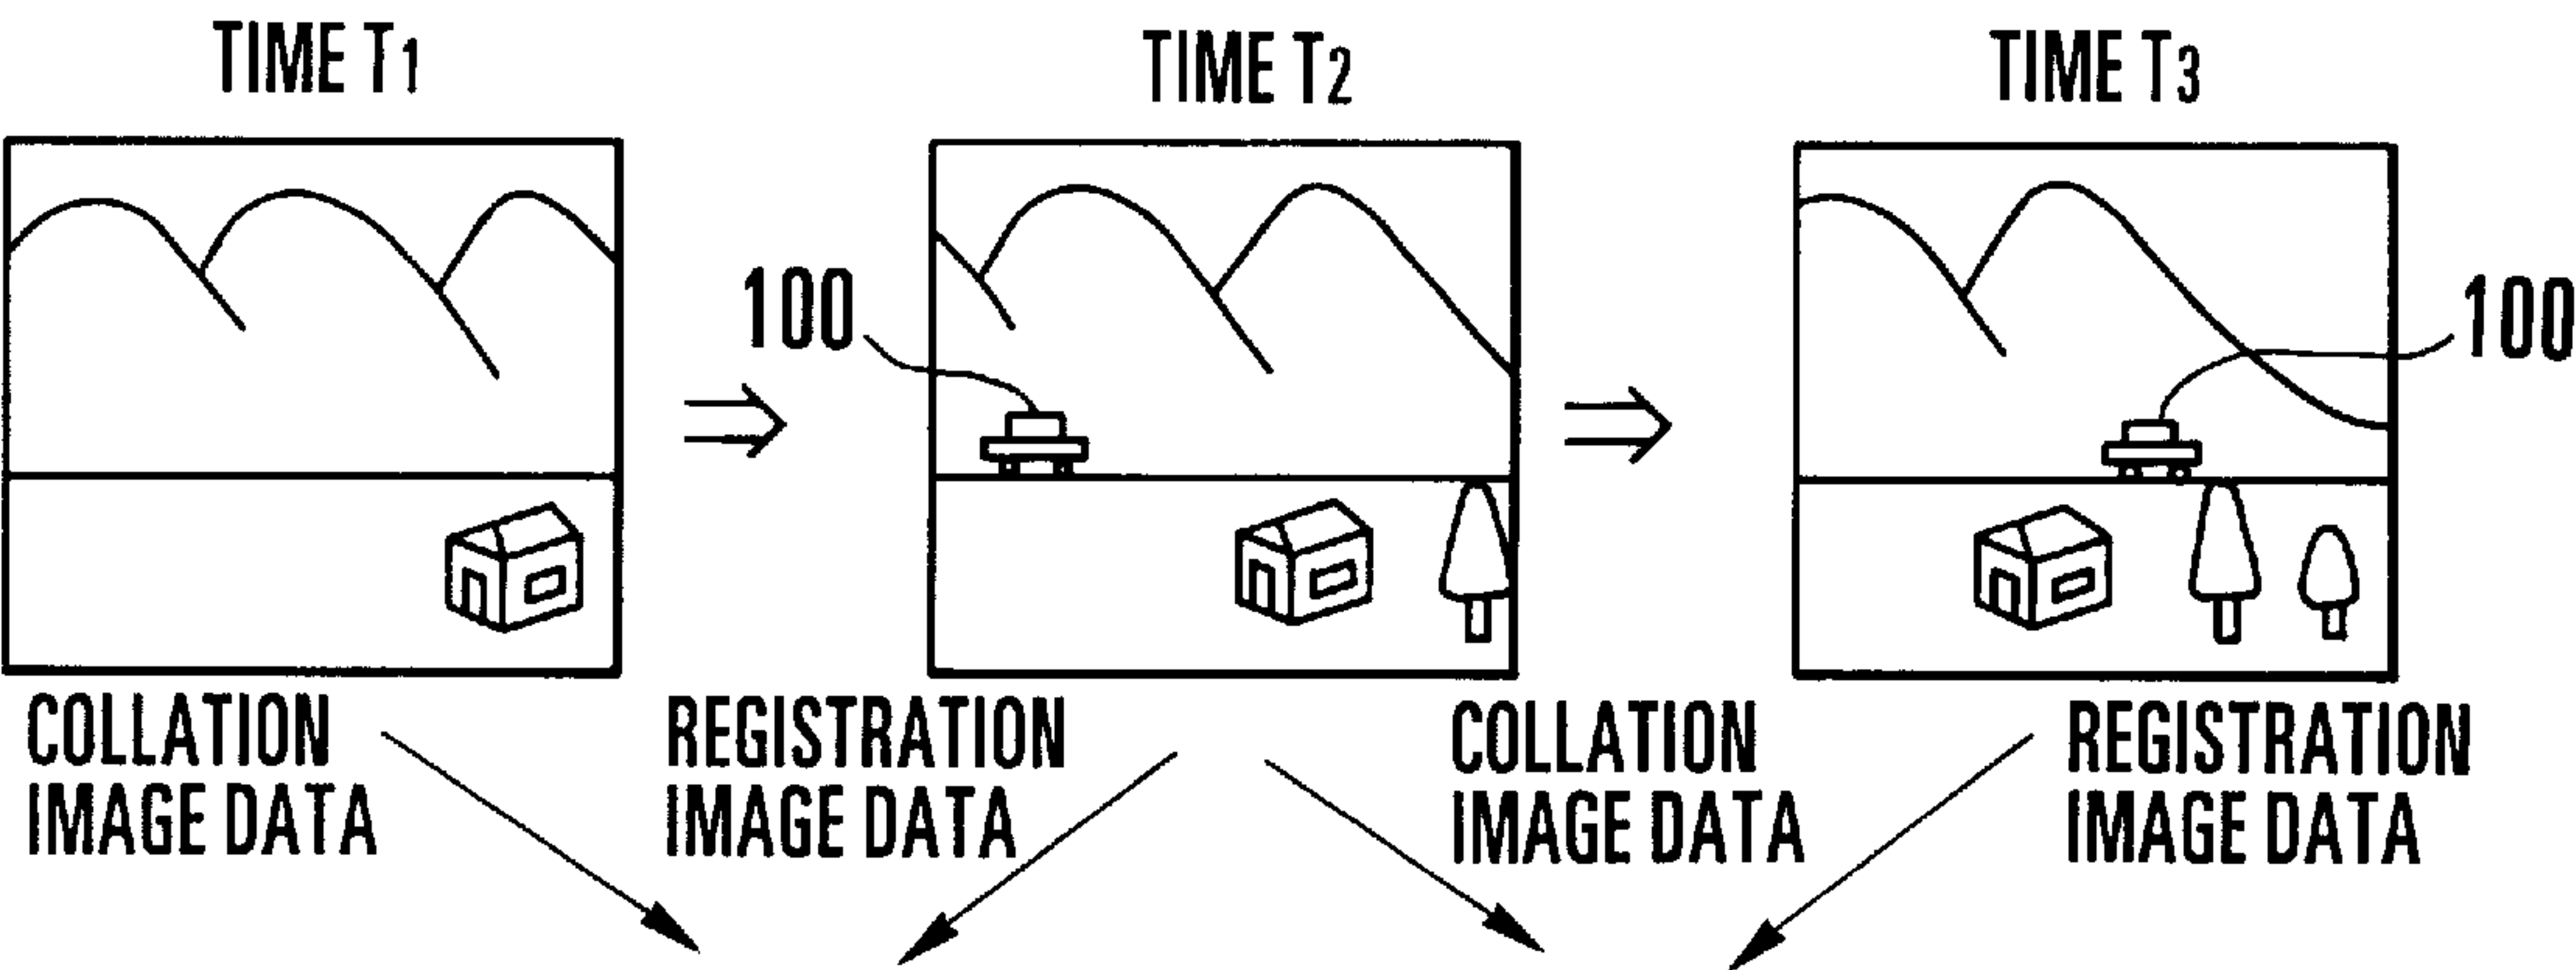 TIME T1
TIME T2
TIME T3
100
100
COLLATION
IMAGE DATA
REGISTRATION
IMAGE DATA
COLLATION
IMAGE DATA
REGISTRATION
IMAGE DATA